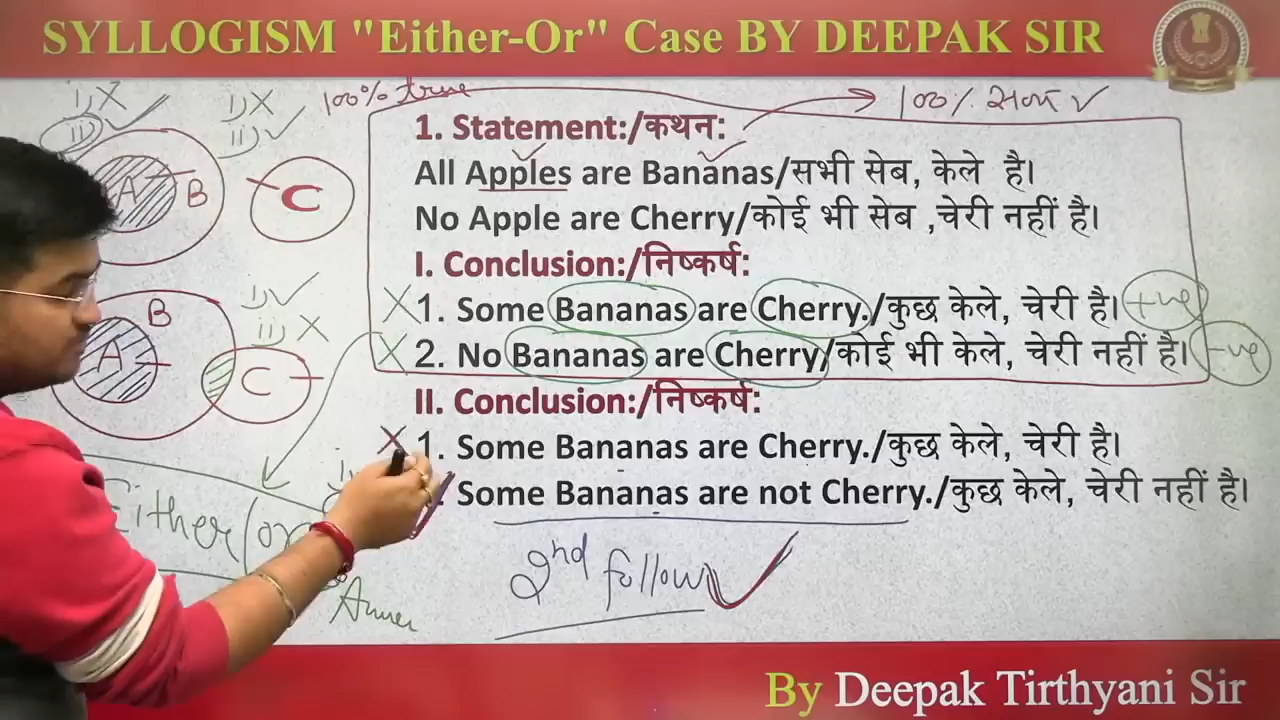 SYLLOGISM "Either-Or" Case BY DEEPAK SIR
100% true
100% सत्य ✓
i) X
ii) ✓
i) X
ii) ✓
A B C
1. Statement:/कथन:
All Apples are Bananas/सभी सेब, केले है।
No Apple are Cherry/कोई भी सेब ,चेरी नहीं है।
I. Conclusion:/निष्कर्ष:
X 1. Some Bananas are Cherry./कुछ केले, चेरी है। +ve
X 2. No Bananas are Cherry/कोई भी केले, चेरी नहीं है। -ve
i) ✓
ii) X
A B C
II. Conclusion:/निष्कर्ष:
X 1. Some Bananas are Cherry./कुछ केले, चेरी है।
Some Bananas are not Cherry./कुछ केले, चेरी नहीं है।
Either/or
2nd follow ✓
By Deepak Tirthyani Sir